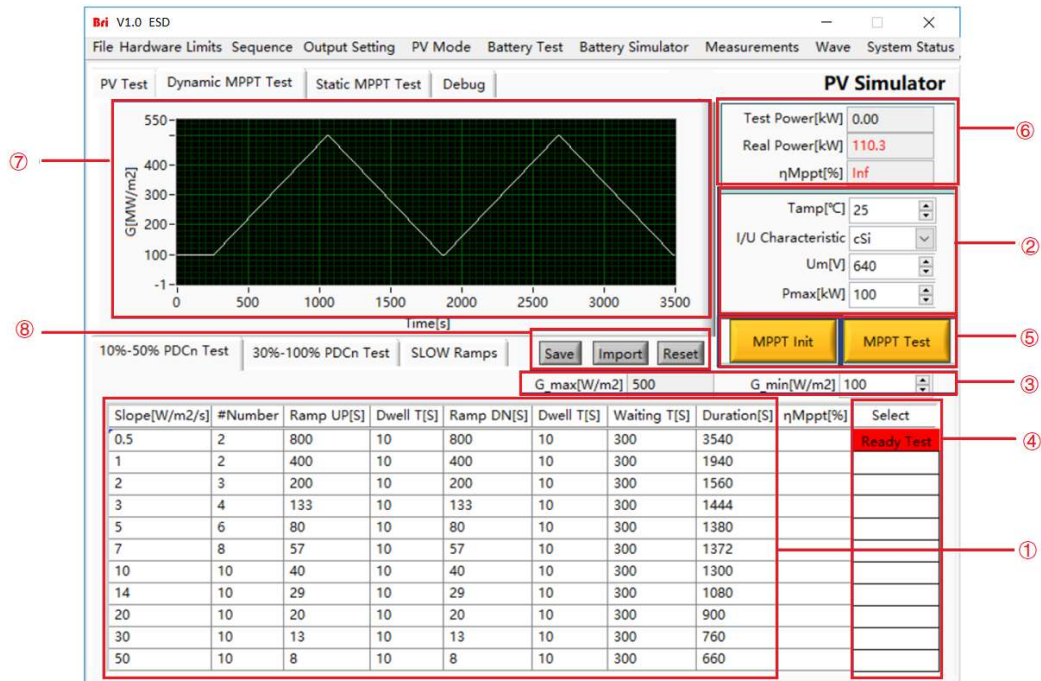 Bri V1.0 ESD
File Hardware Limits Sequence Output Setting PV Mode Battery Test Battery Simulator Measurements Wave System Status
PV Test Dynamic MPPT Test Static MPPT Test Debug PV Simulator
Test Power[kW] 0.00
Real Power[kW] 110.3
ηMppt[%] Inf
⑥
⑦
G[MW/m2]
550
400
300
200
100
-1
0 500 1000 1500 2000 2500 3000 3500
Time[s]
Tamp[℃] 25
I/U Characteristic cSi
Um[V] 640
Pmax[kW] 100
②
MPPT Init MPPT Test
⑤
⑧
10%-50% PDCn Test 30%-100% PDCn Test SLOW Ramps Save Import Reset
G_max[W/m2] 500 G_min[W/m2] 100
③
Slope[W/m2/s] #Number Ramp UP[S] Dwell T[S] Ramp DN[S] Dwell T[S] Waiting T[S] Duration[S] ηMppt[%] Select
0.5 2 800 10 800 10 300 3540 Ready Test
④
1 2 400 10 400 10 300 1940
2 3 200 10 200 10 300 1560
3 4 133 10 133 10 300 1444
5 6 80 10 80 10 300 1380
7 8 57 10 57 10 300 1372
①
10 10 40 10 40 10 300 1300
14 10 29 10 29 10 300 1080
20 10 20 10 20 10 300 900
30 10 13 10 13 10 300 760
50 10 8 10 8 10 300 660